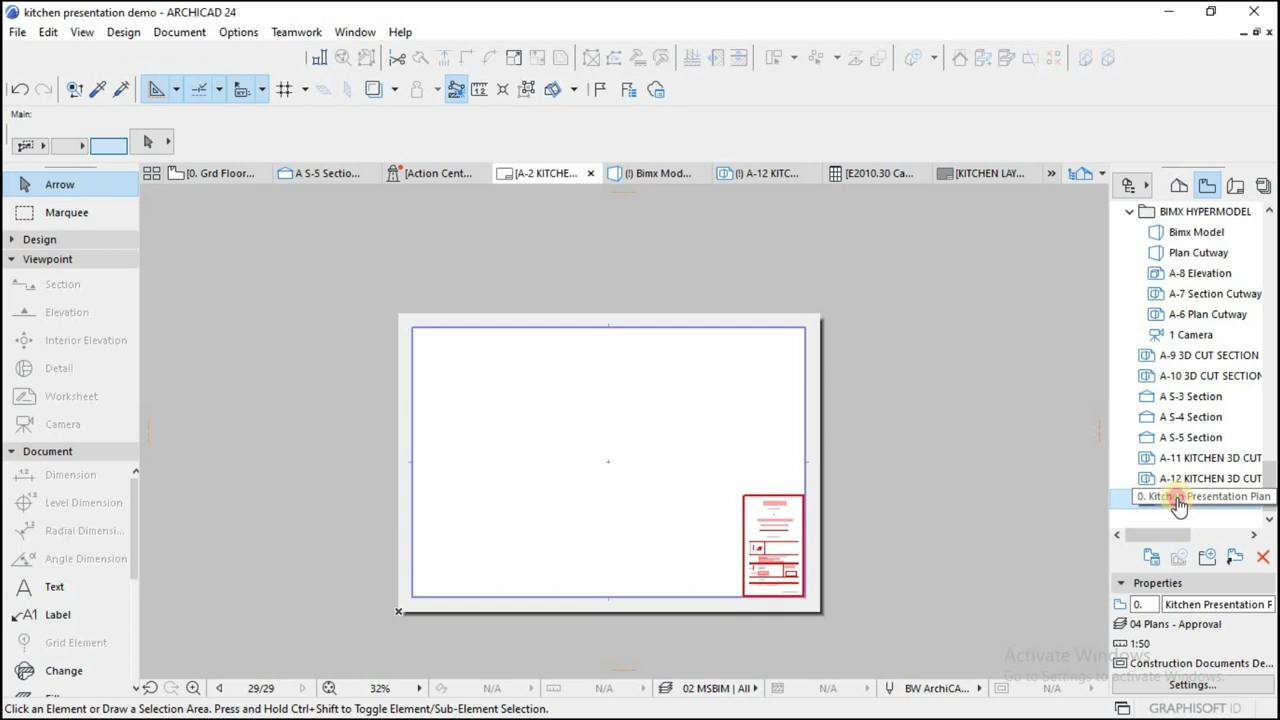 kitchen presentation demo - ARCHICAD 24
File Edit View Design Document Options Teamwork Window Help
Main:
[0. Grd Floor... A S-5 Sectio... [Action Cent... [A-2 KITCHE... (!) Bimx Mod... (!) A-12 KITC... [E2010.30 Ca... [KITCHEN LAY...
Arrow
Marquee
Design
Viewpoint
Section
Elevation
Interior Elevation
Detail
Worksheet
Camera
Document
Dimension
Level Dimension
Radial Dimensi...
Angle Dimension
Text
Label
Grid Element
Change
BIMX HYPERMODEL
Bimx Model
Plan Cutway
A-8 Elevation
A-7 Section Cutway
A-6 Plan Cutway
1 Camera
A-9 3D CUT SECTION
A-10 3D CUT SECTION
A S-3 Section
A S-4 Section
A S-5 Section
A-11 KITCHEN 3D CUT
A-12 KITCHEN 3D CUT
0. Kitchen Presentation Plan
Properties
0. Kitchen Presentation P
04 Plans - Approval
1:50
Construction Documents De...
Settings...
Activate Windows
Go to Settings to activate Windows.
29/29 32% N/A N/A 02 MSBIM | All N/A BW ArchiCA... N/A
Click an Element or Draw a Selection Area. Press and Hold Ctrl+Shift to Toggle Element/Sub-Element Selection.
GRAPHISOFT ID